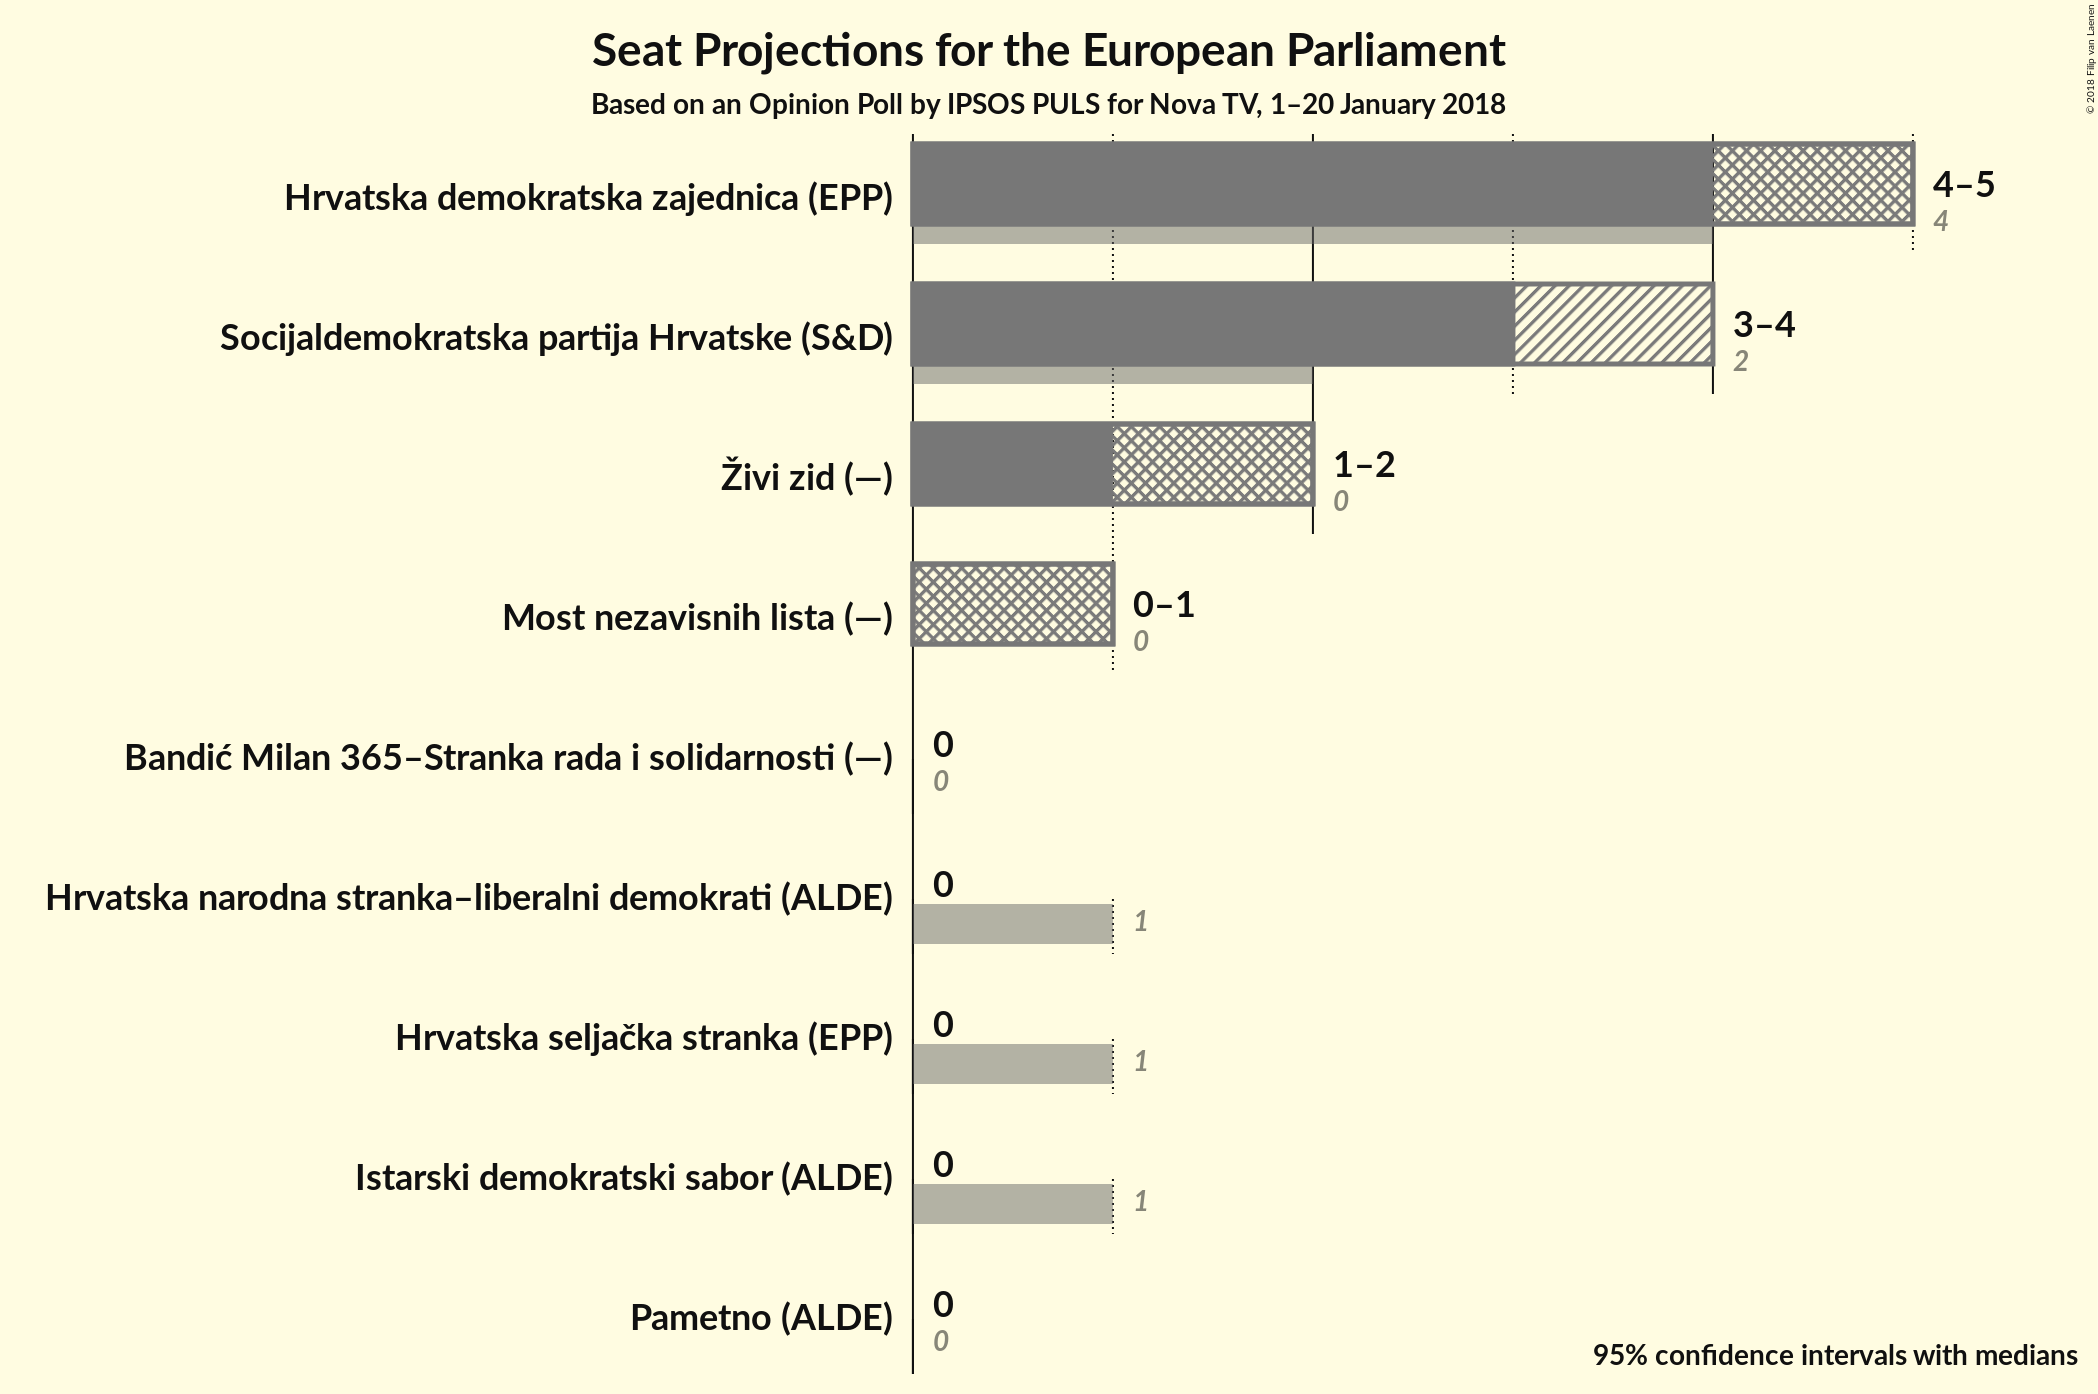 Seat Projections for the European Parliament
Based on an Opinion Poll by IPSOS PULS for Nova TV, 1–20 January 2018
© 2018 Filip van Laenen
Hrvatska demokratska zajednica (EPP)
4–5
4
Socijaldemokratska partija Hrvatske (S&D)
3–4
2
Živi zid (—)
1–2
0
Most nezavisnih lista (—)
0–1
0
Bandić Milan 365–Stranka rada i solidarnosti (—)
0
0
Hrvatska narodna stranka–liberalni demokrati (ALDE)
0
1
Hrvatska seljačka stranka (EPP)
0
1
Istarski demokratski sabor (ALDE)
0
1
Pametno (ALDE)
0
0
95% confidence intervals with medians